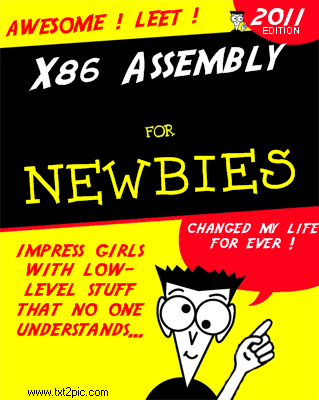 AWESOME ! LEET !
2011
EDITION
X86 ASSEMBLY
FOR
NEWBIES
CHANGED MY LIFE
FOR EVER !
IMPRESS GIRLS
WITH LOW-
LEVEL STUFF
THAT NO ONE
UNDERSTANDS...
www.txt2pic.com